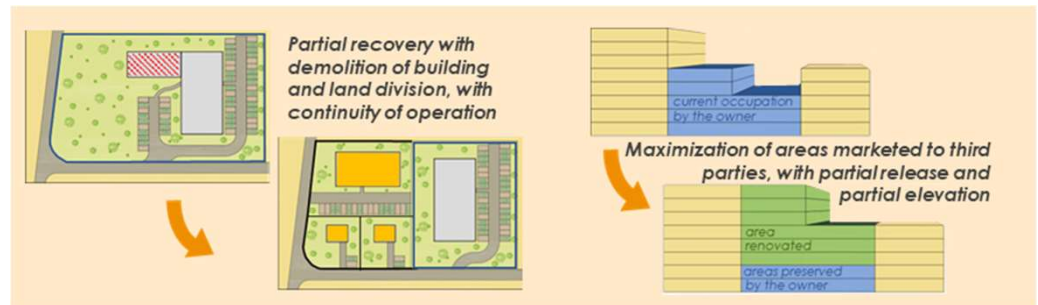 Partial recovery with
demolition of building
and land division, with
continuity of operation
current occupation
by the owner
Maximization of areas marketed to third
parties, with partial release and
partial elevation
area
renovated
areas preserved
by the owner